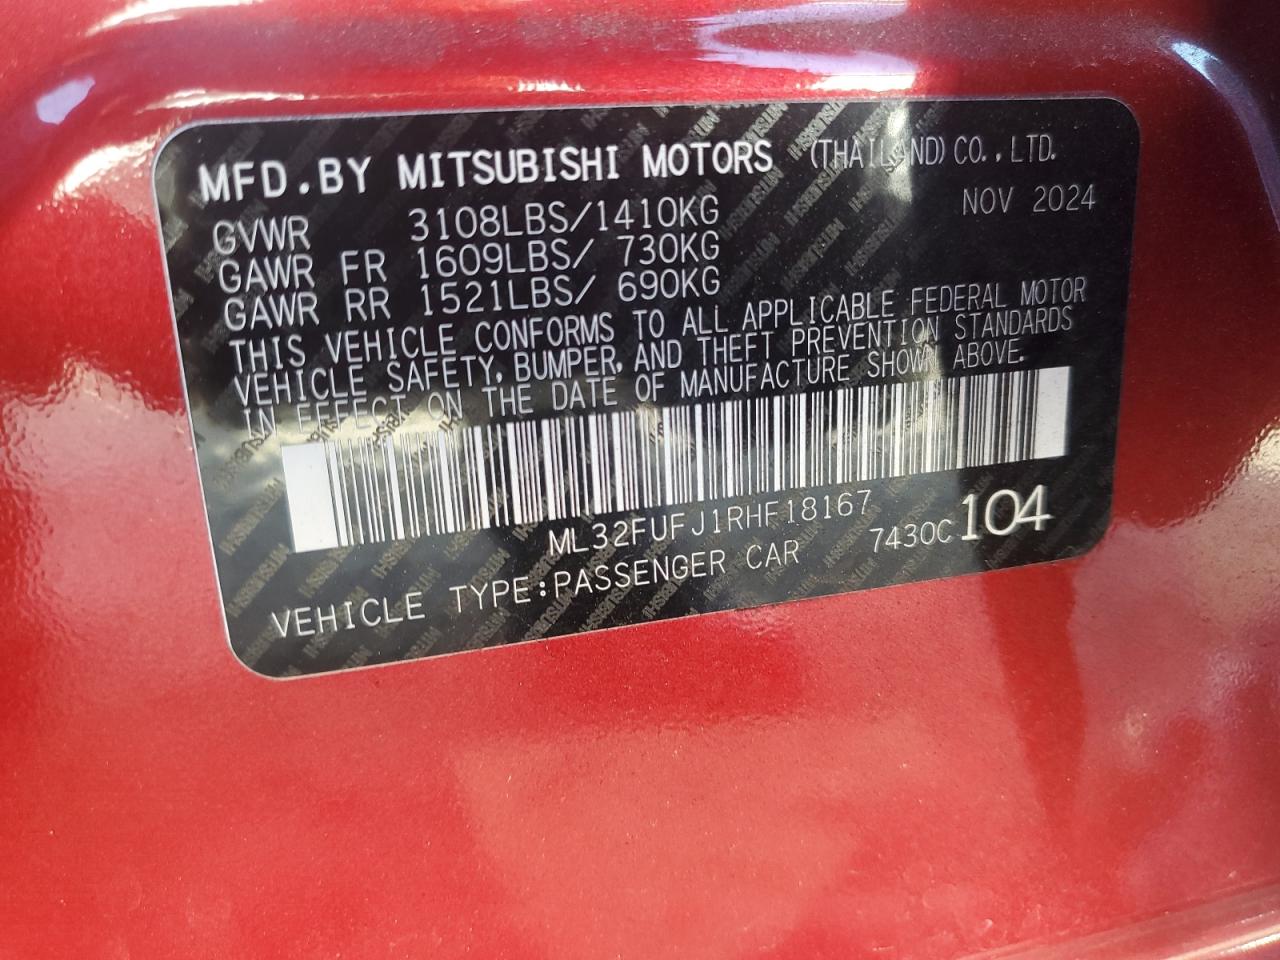 MFD.BY MITSUBISHI MOTORS (THAILAND) CO.,LTD.
NOV 2024
GVWR 3108LBS/1410KG
GAWR FR 1609LBS/ 730KG
GAWR RR 1521LBS/ 690KG
THIS VEHICLE CONFORMS TO ALL APPLICABLE FEDERAL MOTOR
VEHICLE SAFETY, BUMPER, AND THEFT PREVENTION STANDARDS
IN EFFECT ON THE DATE OF MANUFACTURE SHOWN ABOVE.
ML32FUFJ1RHF18167
7430C 104
VEHICLE TYPE:PASSENGER CAR